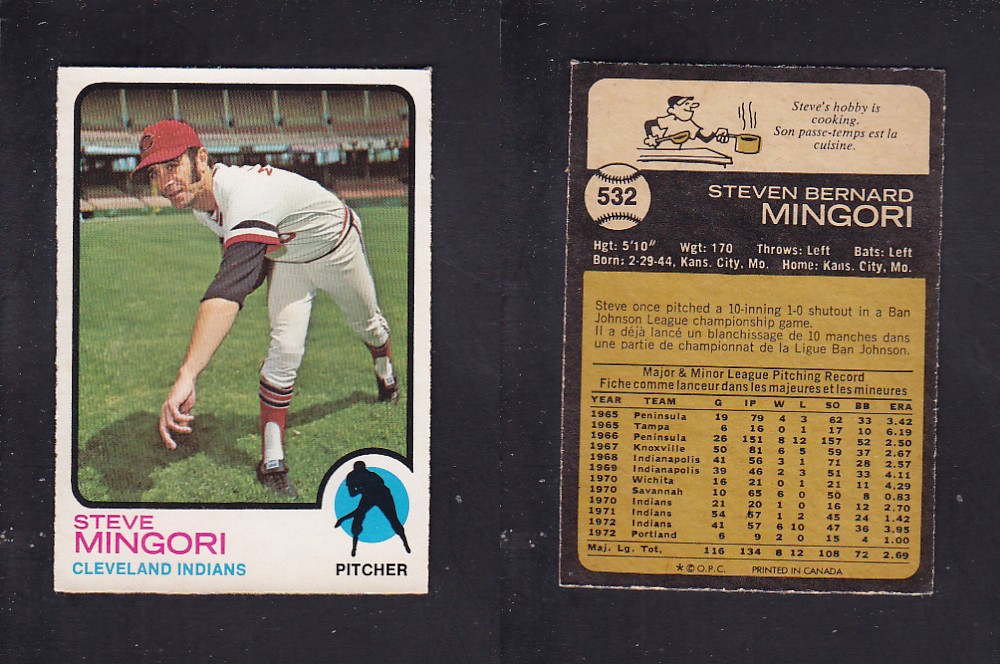 STEVE
MINGORI
CLEVELAND INDIANS
PITCHER
Steve's hobby is
cooking.
Son passe-temps est la
cuisine.
532
STEVEN BERNARD
MINGORI
Hgt: 5'10" Wgt: 170 Throws: Left Bats: Left
Born: 2-29-44, Kans. City, Mo. Home: Kans. City, Mo.
Steve once pitched a 10-inning 1-0 shutout in a Ban
Johnson League championship game.
Il a déjà lancé un blanchissage de 10 manches dans
une partie de championnat de la Ligue Ban Johnson.
Major & Minor League Pitching Record
Fiche comme lanceur dans les majeures et les mineures
YEAR TEAM G IP W L SO BB ERA
1965 Peninsula 19 79 4 3 62 33 3.42
1965 Tampa 6 16 0 1 17 10 6.19
1966 Peninsula 26 151 8 12 157 52 2.50
1967 Knoxville 50 81 6 5 59 37 2.67
1968 Indianapolis 41 56 3 1 71 28 2.57
1969 Indianapolis 39 46 2 3 51 33 4.11
1970 Wichita 16 21 0 1 21 11 4.29
1970 Savannah 10 65 6 0 50 8 0.83
1970 Indians 21 20 1 0 16 12 2.70
1971 Indians 54 57 1 2 45 24 1.42
1972 Indians 41 57 6 10 47 36 3.95
1972 Portland 6 9 2 0 15 4 1.00
Maj. Lg. Tot. 116 134 8 12 108 72 2.69
* © O.P.C. PRINTED IN CANADA